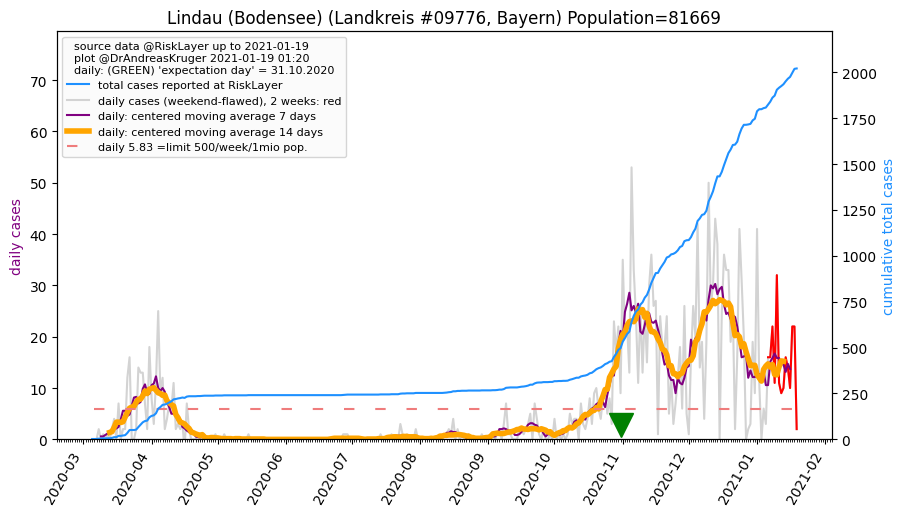 Lindau (Bodensee) (Landkreis #09776, Bayern) Population=81669
source data @RiskLayer up to 2021-01-19
plot @DrAndreasKruger 2021-01-19 01:20
daily: (GREEN) 'expectation day' = 31.10.2020
total cases reported at RiskLayer
daily cases (weekend-flawed), 2 weeks: red
daily: centered moving average 7 days
daily: centered moving average 14 days
daily 5.83 =limit 500/week/1mio pop.
daily cases
70
60
50
40
30
20
10
0
cumulative total cases
2000
1750
1500
1250
1000
750
500
250
0
2020-03
2020-04
2020-05
2020-06
2020-07
2020-08
2020-09
2020-10
2020-11
2020-12
2021-01
2021-02